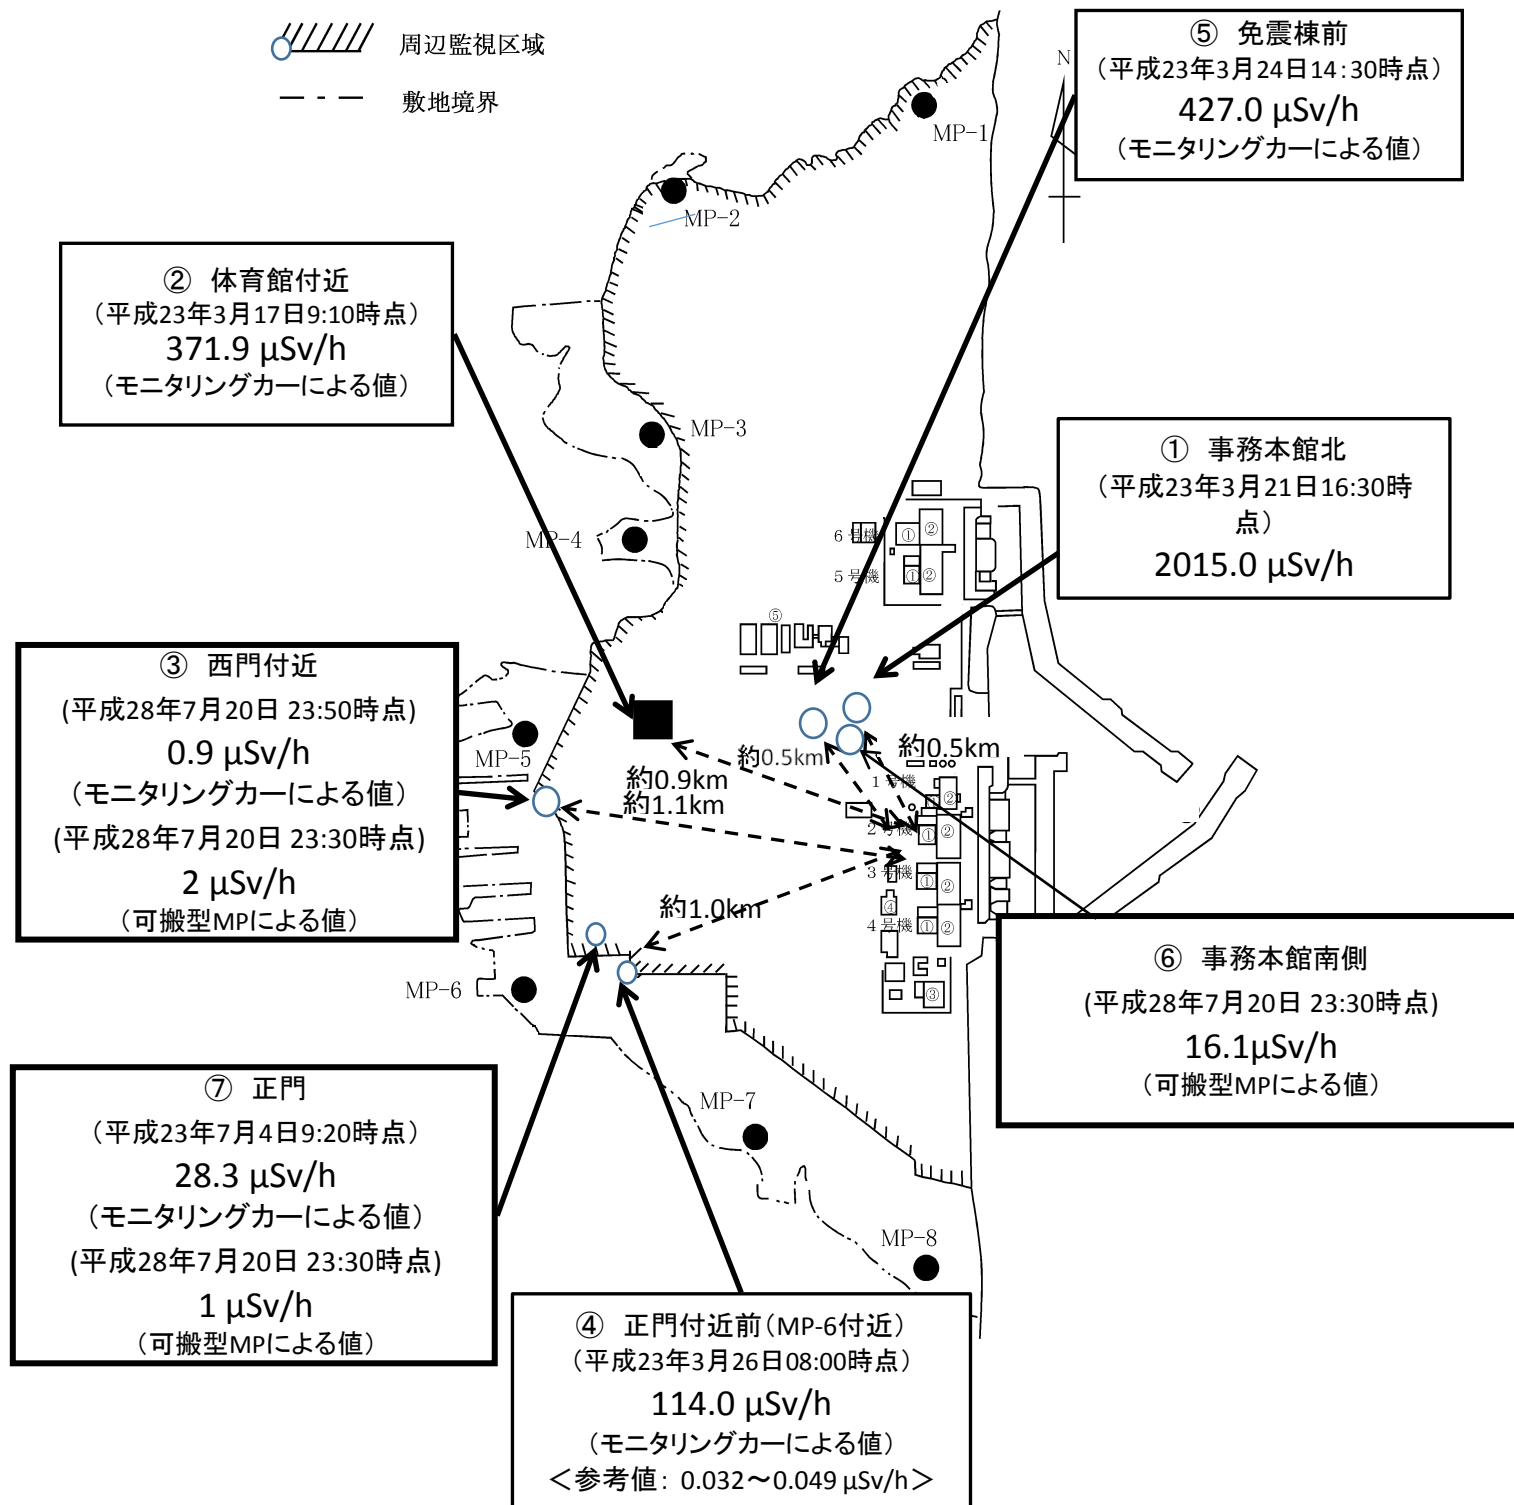 周辺監視区域
敷地境界
N
⑤ 免震棟前
（平成23年3月24日14:30時点）
427.0 μSv/h
（モニタリングカーによる値）
MP-1
MP-2
② 体育館付近
（平成23年3月17日9:10時点）
371.9 μSv/h
（モニタリングカーによる値）
MP-3
① 事務本館北
（平成23年3月21日16:30時
点）
2015.0 μSv/h
MP-4
６号機
①
②
５号機
①
②
⑤
③ 西門付近
(平成28年7月20日 23:50時点)
0.9 μSv/h
（モニタリングカーによる値）
(平成28年7月20日 23:30時点)
2 μSv/h
（可搬型MPによる値）
MP-5
約0.5km
約0.5km
約0.9km
約1.1km
約1.0km
１号機
①
②
２号機
①
②
３号機
①
②
④
４号機
①
②
③
MP-6
⑥ 事務本館南側
(平成28年7月20日 23:30時点)
16.1μSv/h
（可搬型MPによる値）
⑦ 正門
（平成23年7月4日9:20時点）
28.3 μSv/h
（モニタリングカーによる値）
(平成28年7月20日 23:30時点)
1 μSv/h
（可搬型MPによる値）
MP-7
MP-8
④ 正門付近前（MP-6付近）
（平成23年3月26日08:00時点）
114.0 μSv/h
（モニタリングカーによる値）
＜参考値： 0.032～0.049 μSv/h＞